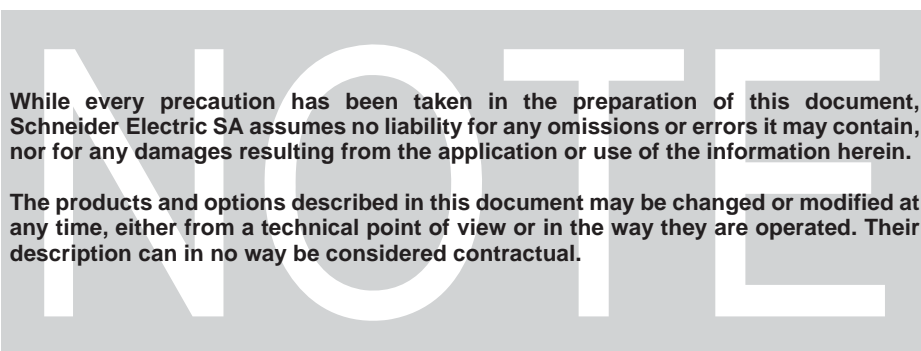 NOTE
While every precaution has been taken in the preparation of this document,
Schneider Electric SA assumes no liability for any omissions or errors it may contain,
nor for any damages resulting from the application or use of the information herein.
The products and options described in this document may be changed or modified at
any time, either from a technical point of view or in the way they are operated. Their
description can in no way be considered contractual.